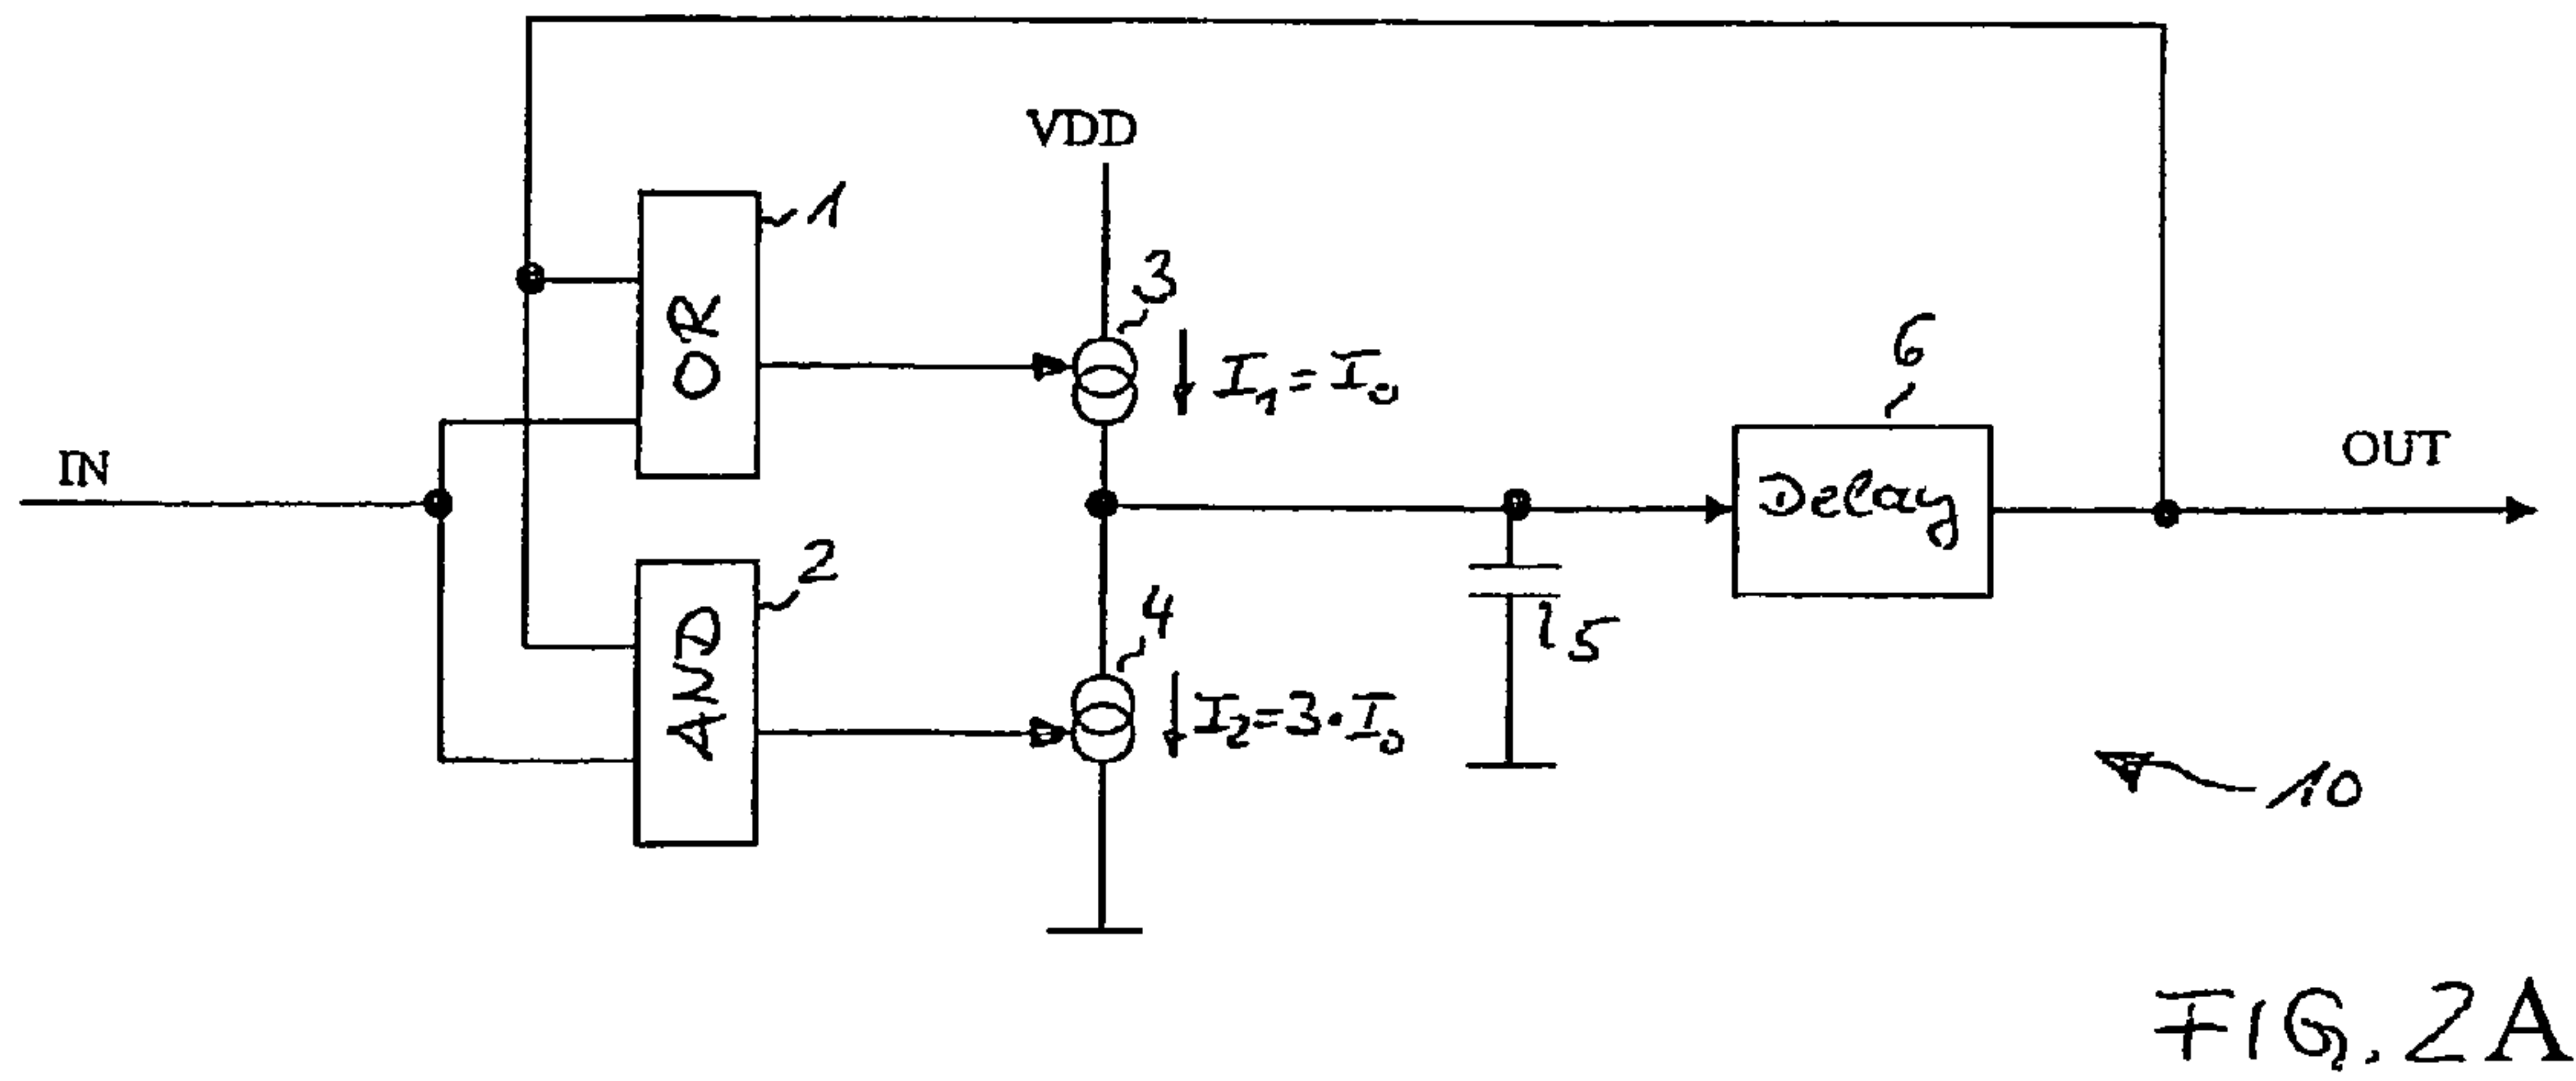 VDD
1
3
OR
I₁=I₀
6
IN
Delay
OUT
2
4
AND
I₂=3·I₀
5
10
FIG. 2A